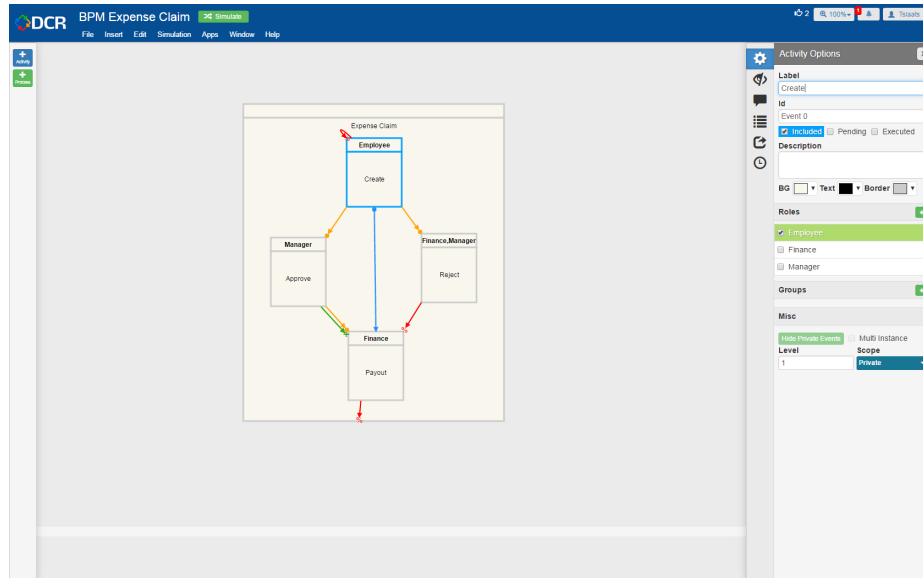 DCR
BPM Expense Claim
Simulate
2
100%
1
Tslaats
File Insert Edit Simulation Apps Window Help
Activity
Process
Activity Options
Label
Create
Id
Event 0
Included Pending Executed
Description
BG Text Border
Roles
Employee
Finance
Manager
Groups
Misc
Hide Private Events Multi Instance
Level Scope
1 Private
Expense Claim
Employee
Create
Manager
Approve
Finance,Manager
Reject
Finance
Payout
%
%